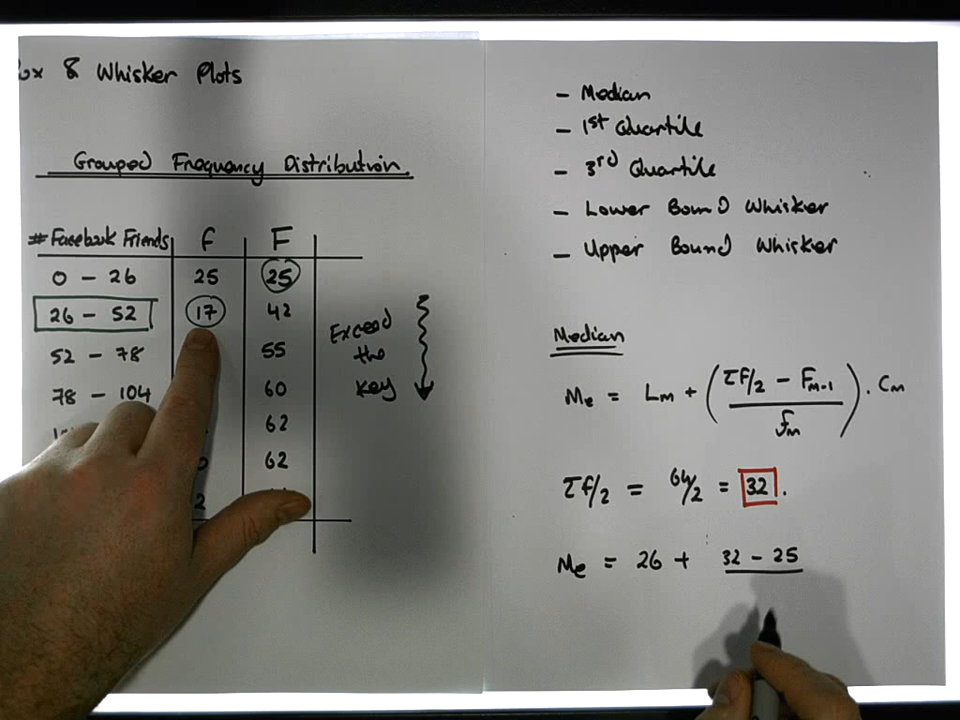 & Whisker Plots
Grouped Frequency Distribution
# Facebook Friends f F
0 - 26 25 25
26 - 52 17 42
52 - 78 55
78 - 104 60
62
62
2
Exceed
the
key
- Median
- 1st Quartile
- 3rd Quartile
- Lower Bound Whisker
- Upper Bound Whisker
Median
Me = Lm + (Σf/2 - Fm-1 / fm) . Cm
Σf/2 = 64/2 = 32.
Me = 26 + 32 - 25